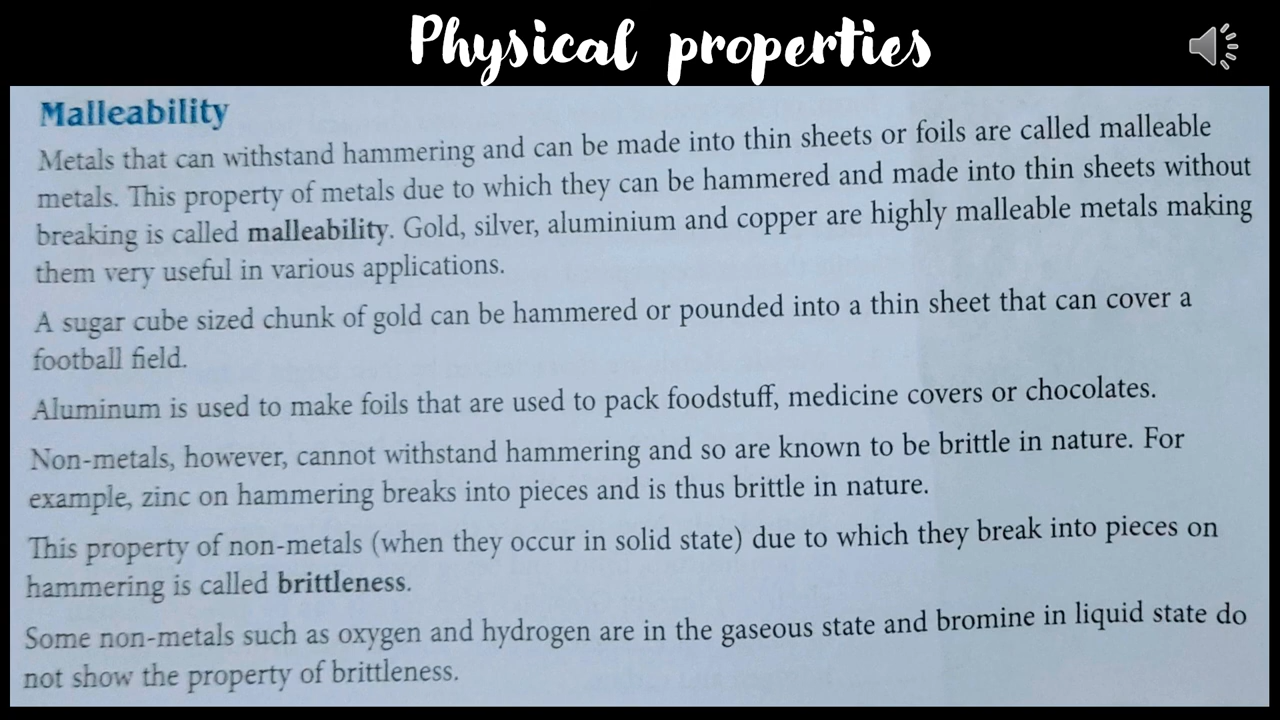 Physical properties
Malleability
Metals that can withstand hammering and can be made into thin sheets or foils are called malleable
metals. This property of metals due to which they can be hammered and made into thin sheets without
breaking is called malleability. Gold, silver, aluminium and copper are highly malleable metals making
them very useful in various applications.
A sugar cube sized chunk of gold can be hammered or pounded into a thin sheet that can cover a
football field.
Aluminum is used to make foils that are used to pack foodstuff, medicine covers or chocolates.
Non-metals, however, cannot withstand hammering and so are known to be brittle in nature. For
example, zinc on hammering breaks into pieces and is thus brittle in nature.
This property of non-metals (when they occur in solid state) due to which they break into pieces on
hammering is called brittleness.
Some non-metals such as oxygen and hydrogen are in the gaseous state and bromine in liquid state do
not show the property of brittleness.